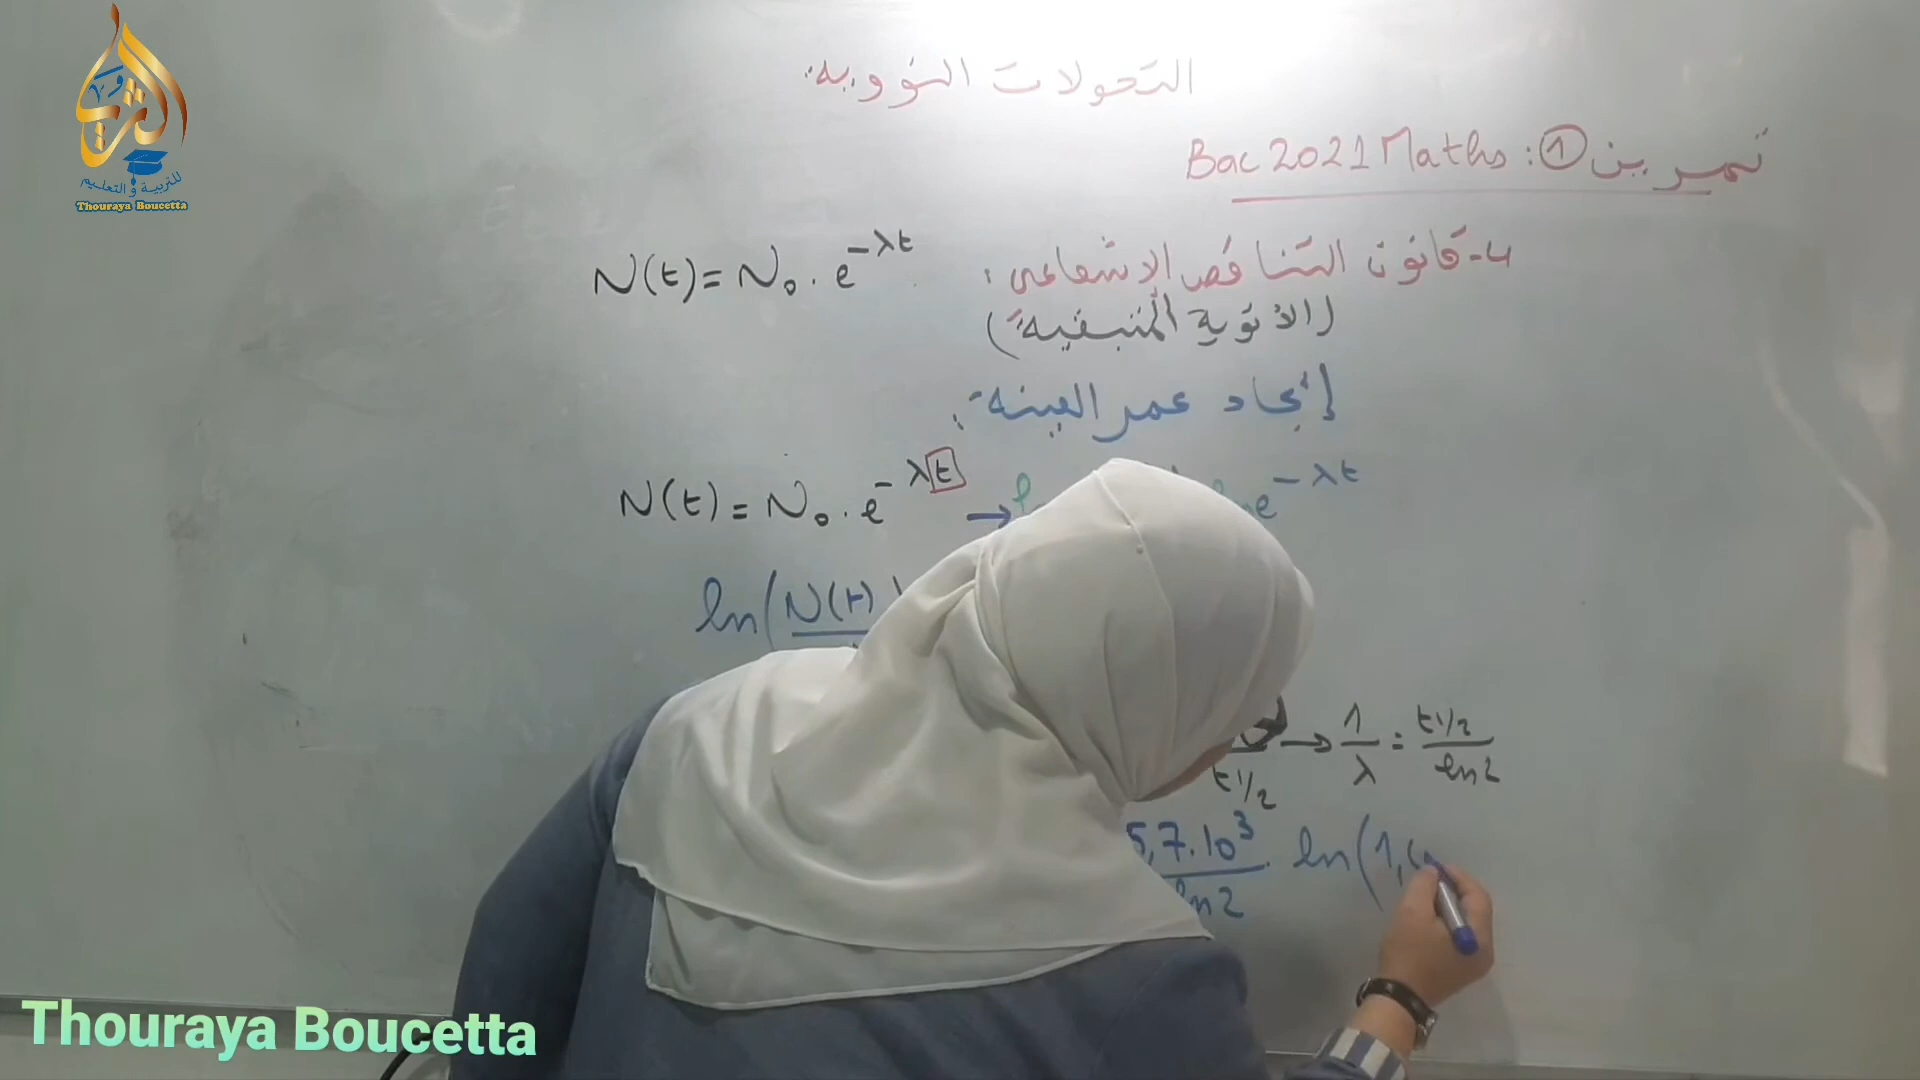 الثريا
للتربية و التعليم
Thouraya Boucetta
التحولات النووية:
تمرين ①: Bac 2021 Maths
4- قانون التناقص الإشعاعي: N(t) = N₀ . e^-λt
(الأنوية المتبقية)
إيجاد عمر العينة:
N(t) = N₀ . e^-λt → e^-λt
ln(N(t)
t1/2 → 1/λ = t1/2/ln2
5,7.10³/ln2 . ln(1,
Thouraya Boucetta